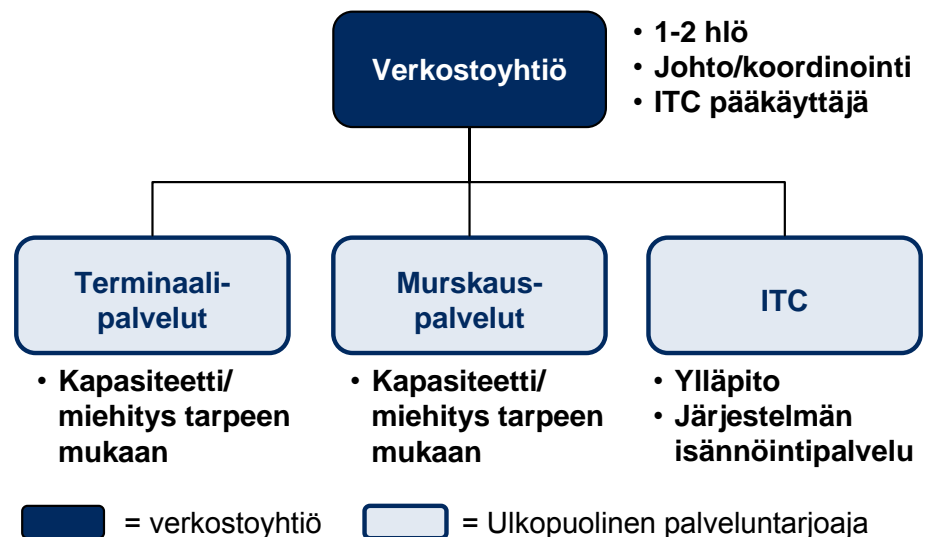 Verkostoyhtiö
• 1-2 hlö
• Johto/koordinointi
• ITC pääkäyttäjä
Terminaali-
palvelut
• Kapasiteetti/
miehitys tarpeen
mukaan
Murskaus-
palvelut
• Kapasiteetti/
miehitys tarpeen
mukaan
ITC
• Ylläpito
• Järjestelmän
isännöintipalvelu
= verkostoyhtiö
= Ulkopuolinen palveluntarjoaja